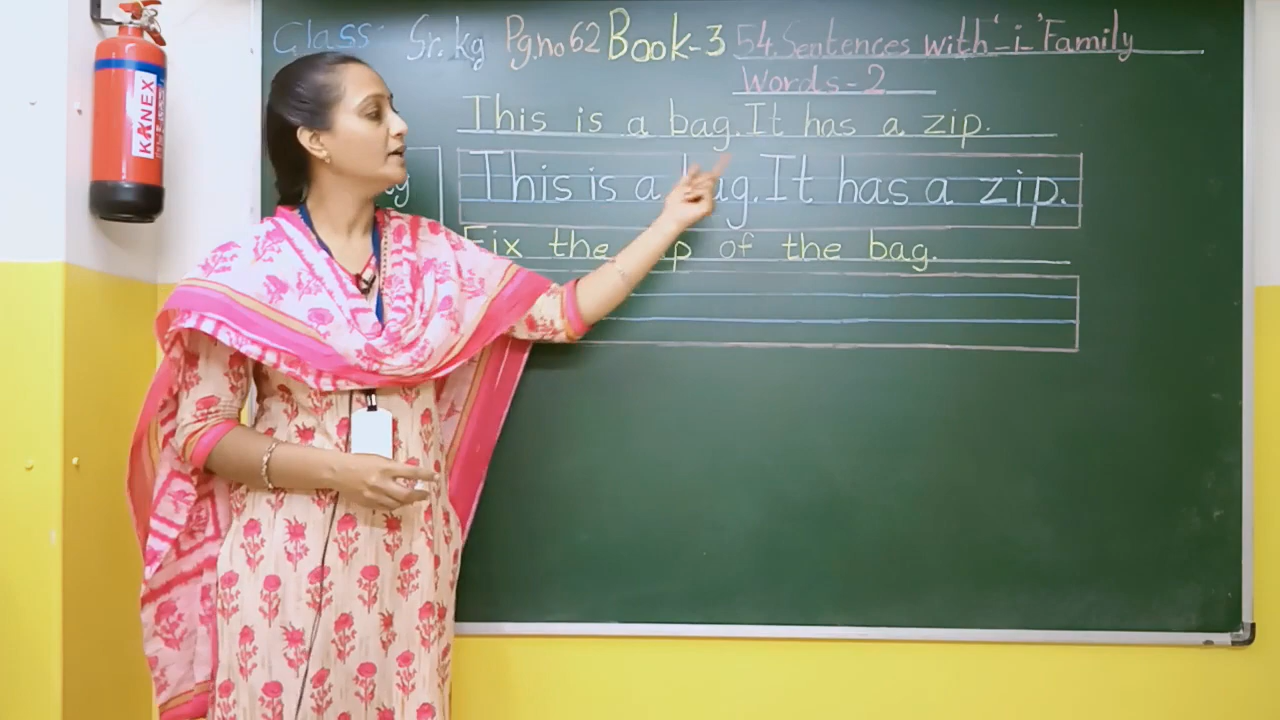 Class: Sr.kg Pg.no 62 Book-3 54. Sentences with '-i-' Family
Words-2
This is a bag. It has a zip.
This is a bag. It has a zip.
Fix the zip of the bag.
KANEX